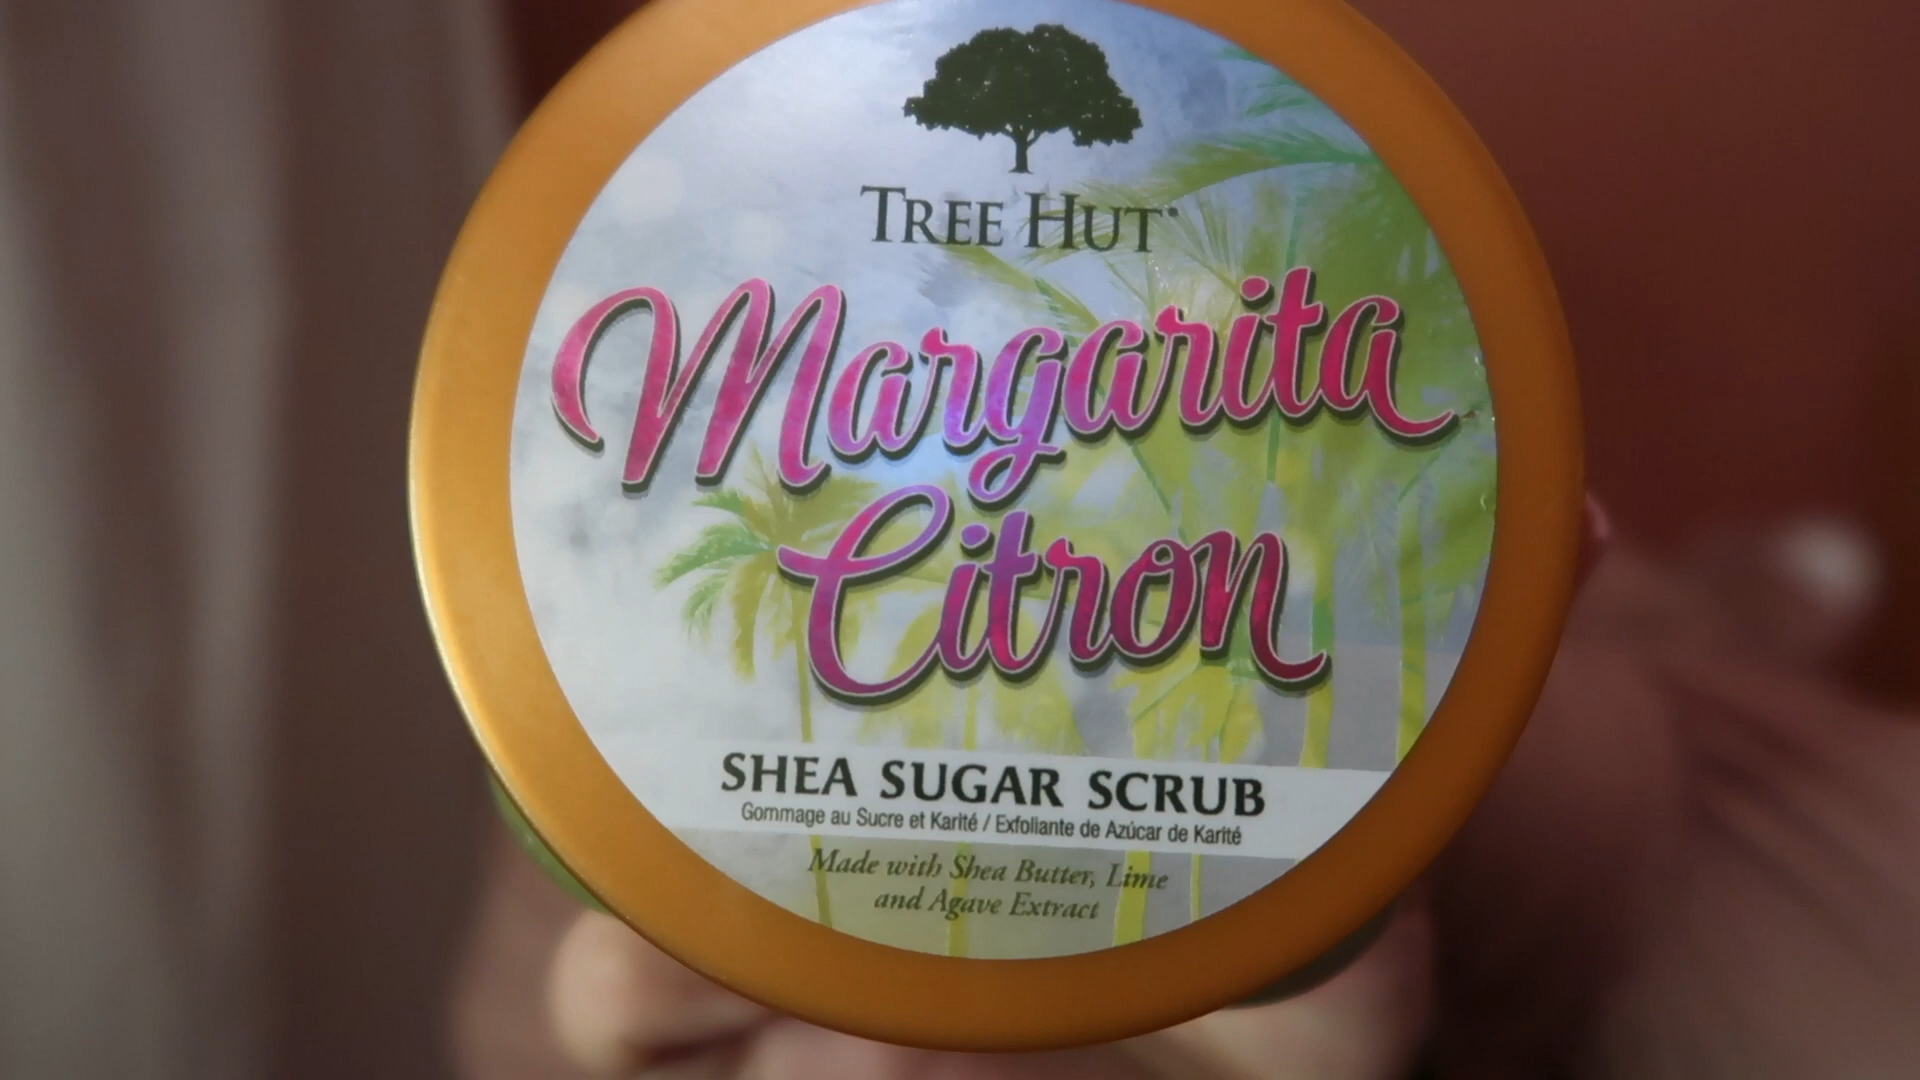 TREE HUT
Margarita
Citron
SHEA SUGAR SCRUB
Gommage au Sucre et Karité / Exfoliante de Azúcar de Karité
Made with Shea Butter, Lime
and Agave Extract